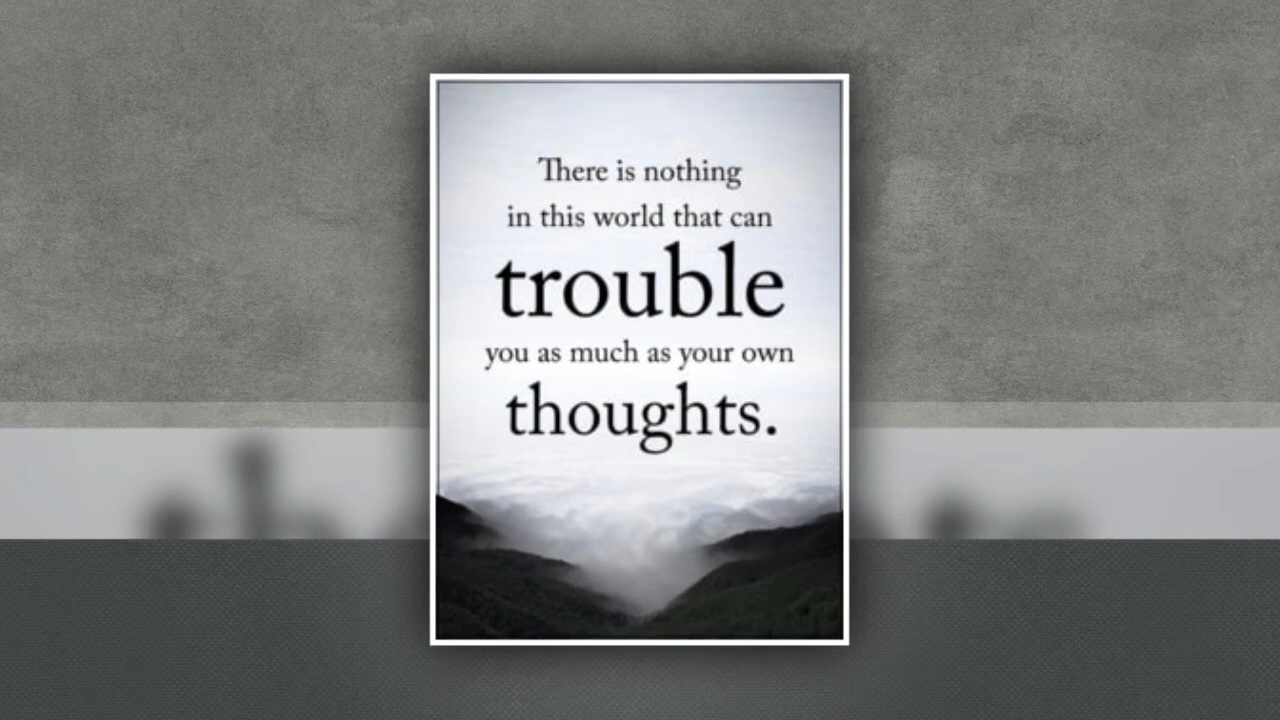 There is nothing
in this world that can
trouble
you as much as your own
thoughts.